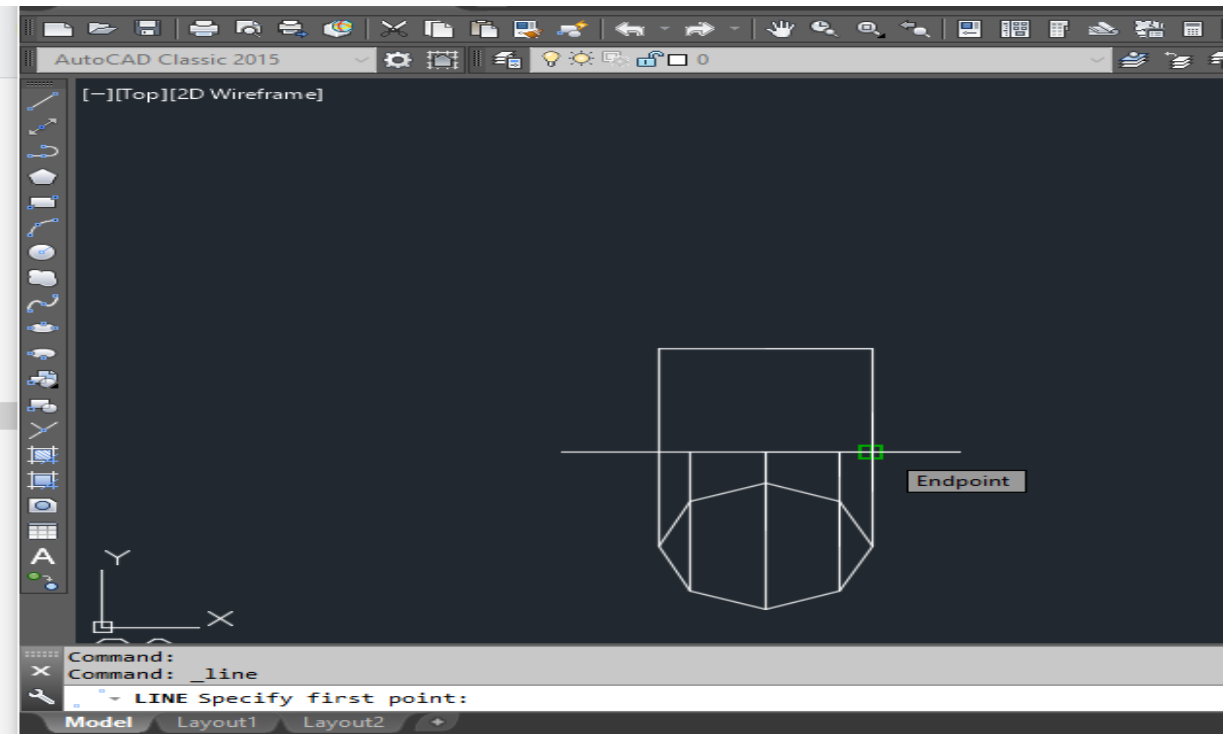 AutoCAD Classic 2015
0
[−][Top][2D Wireframe]
Endpoint
Y
X
A
Command:
Command: _line
LINE Specify first point:
Model Layout1 Layout2 +